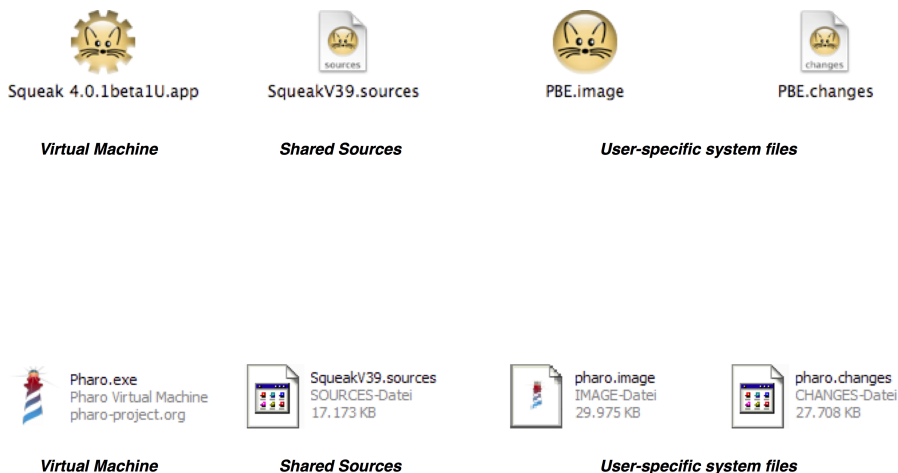 sources
changes
Squeak 4.0.1beta1U.app
SqueakV39.sources
PBE.image
PBE.changes
Virtual Machine
Shared Sources
User-specific system files
Pharo.exe
Pharo Virtual Machine
pharo-project.org
SqueakV39.sources
SOURCES-Datei
17.173 KB
pharo.image
IMAGE-Datei
29.975 KB
pharo.changes
CHANGES-Datei
27.708 KB
Virtual Machine
Shared Sources
User-specific system files